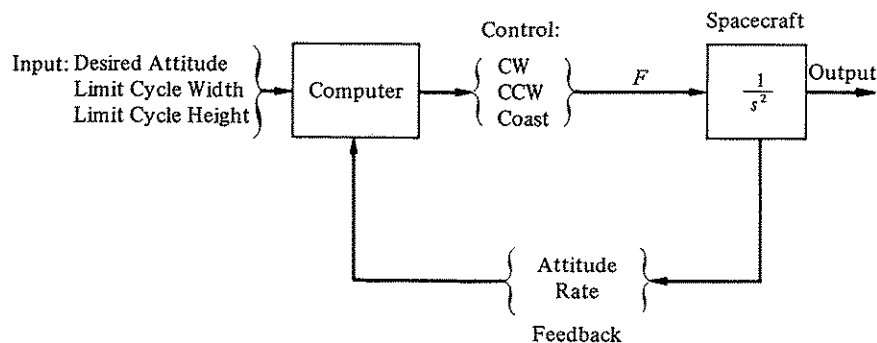 Input: Desired Attitude
Limit Cycle Width
Limit Cycle Height
Computer
Control:
CW
CCW
Coast
F
Spacecraft
1
s²
Output
Attitude
Rate
Feedback